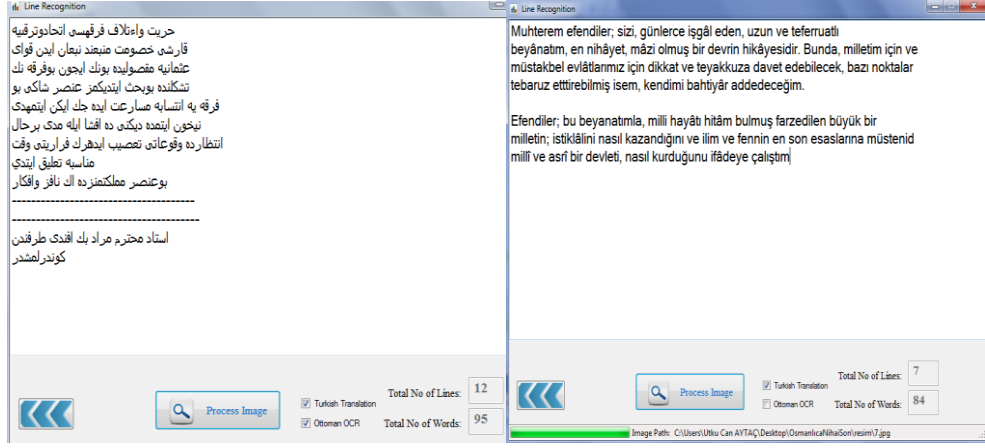 Line Recognition
حريت واءتلاف فرقهسى اتحادوترقيه
قارشى خصومت منبعند نبعان ايدن قواى
عثمانيه مقصوليده بونك ايجون بوفرقه نك
تشكلنده بوبحث ايتديكمز عنصر شاكى بو
فرقه يه انتسابه مسارعت ايده جك ايكن ايتمهدى
نيخون ايتمده ديكتى ده افشا ايله مدى برحال
انتظارده وقوعاتى تعصيب ايدهرك قراريتى وقت
مناسبه تعليق ايتدي
بوعنصر مملكتمنزده اك نافز وافكار
--------------------------------------
---------------------------------------
استاد محترم مراد بك افندى طرفندن
كوندرلمشدر
Process Image
Turkish Translation
Ottoman OCR
Total No of Lines: 12
Total No of Words: 95
Line Recognition
Muhterem efendiler; sizi, günlerce işgâl eden, uzun ve teferruatlı
beyânatım, en nihâyet, mâzi olmuş bir devrin hikâyesidir. Bunda, milletim için ve
müstakbel evlâtlarımız için dikkat ve teyakkuza davet edebilecek, bazı noktalar
tebaruz etttirebilmiş isem, kendimi bahtiyâr addedeceğim.
Efendiler; bu beyanatımla, milli hayâtı hitâm bulmuş farzedilen büyük bir
milletin; istiklâlini nasıl kazandığını ve ilim ve fennin en son esaslarına müstenid
millî ve asrî bir devleti, nasıl kurduğunu ifâdeye çalıştım
Process Image
Turkish Translation
Ottoman OCR
Total No of Lines: 7
Total No of Words: 84
Image Path: C:\Users\Utku Can AYTAÇ\Desktop\OsmanlıcaNihaiSon\resim\7.jpg